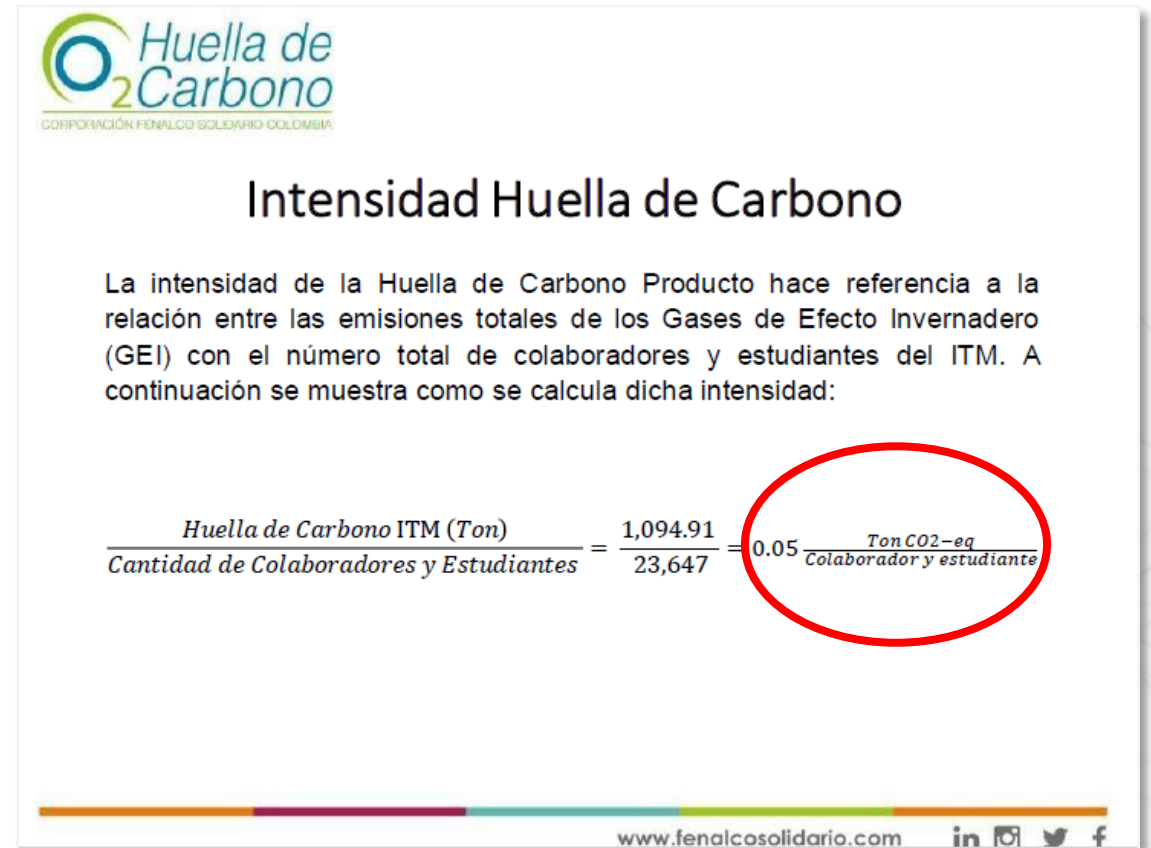 Huella de
O2Carbono
CORPORACIÓN FENALCO SOLIDARIO COLOMBIA
Intensidad Huella de Carbono
La intensidad de la Huella de Carbono Producto hace referencia a la
relación entre las emisiones totales de los Gases de Efecto Invernadero
(GEI) con el número total de colaboradores y estudiantes del ITM. A
continuación se muestra como se calcula dicha intensidad:
Huella de Carbono ITM (Ton)
Cantidad de Colaboradores y Estudiantes
=
1,094.91
23,647
= 0.05
Ton CO2−eq
Colaborador y estudiante
www.fenalcosolidario.com